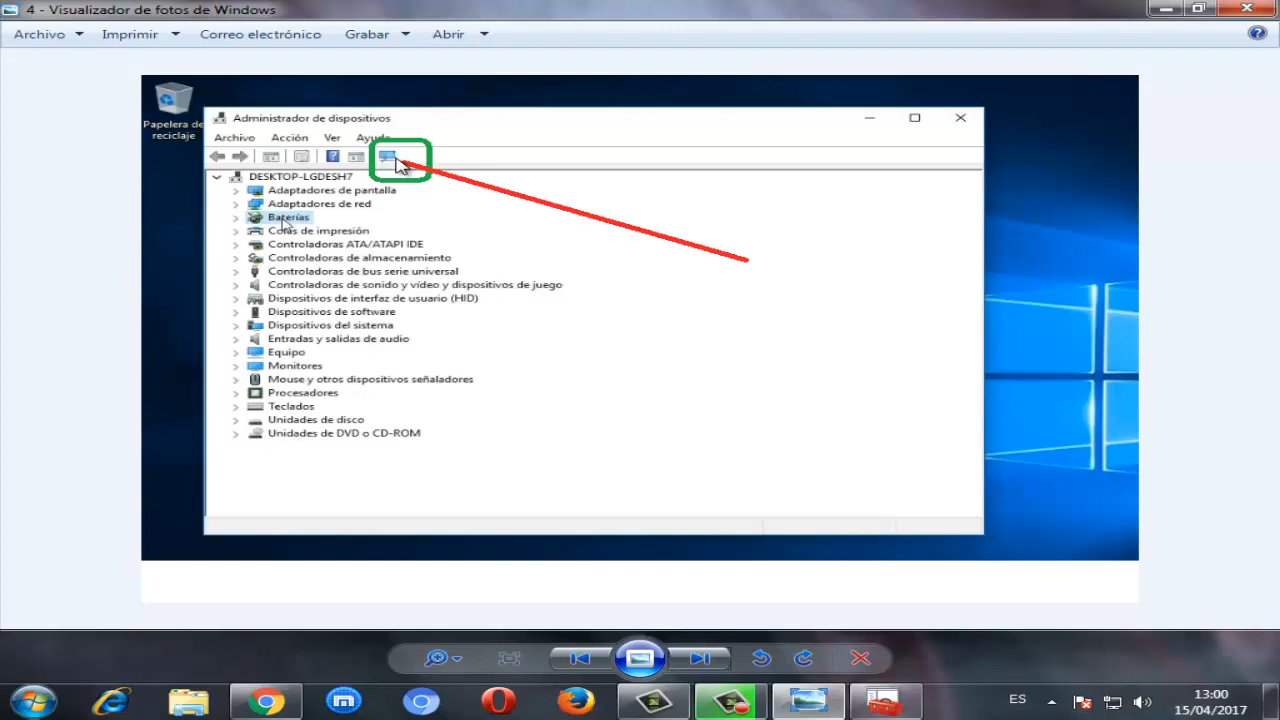 4 - Visualizador de fotos de Windows
Archivo Imprimir Correo electrónico Grabar Abrir
Papelera de
reciclaje
Administrador de dispositivos
Archivo Acción Ver Ayuda
DESKTOP-LGDESH7
Adaptadores de pantalla
Adaptadores de red
Baterías
Colas de impresión
Controladoras ATA/ATAPI IDE
Controladoras de almacenamiento
Controladoras de bus serie universal
Controladoras de sonido y vídeo y dispositivos de juego
Dispositivos de interfaz de usuario (HID)
Dispositivos de software
Dispositivos del sistema
Entradas y salidas de audio
Equipo
Monitores
Mouse y otros dispositivos señaladores
Procesadores
Teclados
Unidades de disco
Unidades de DVD o CD-ROM
ES
13:00
15/04/2017